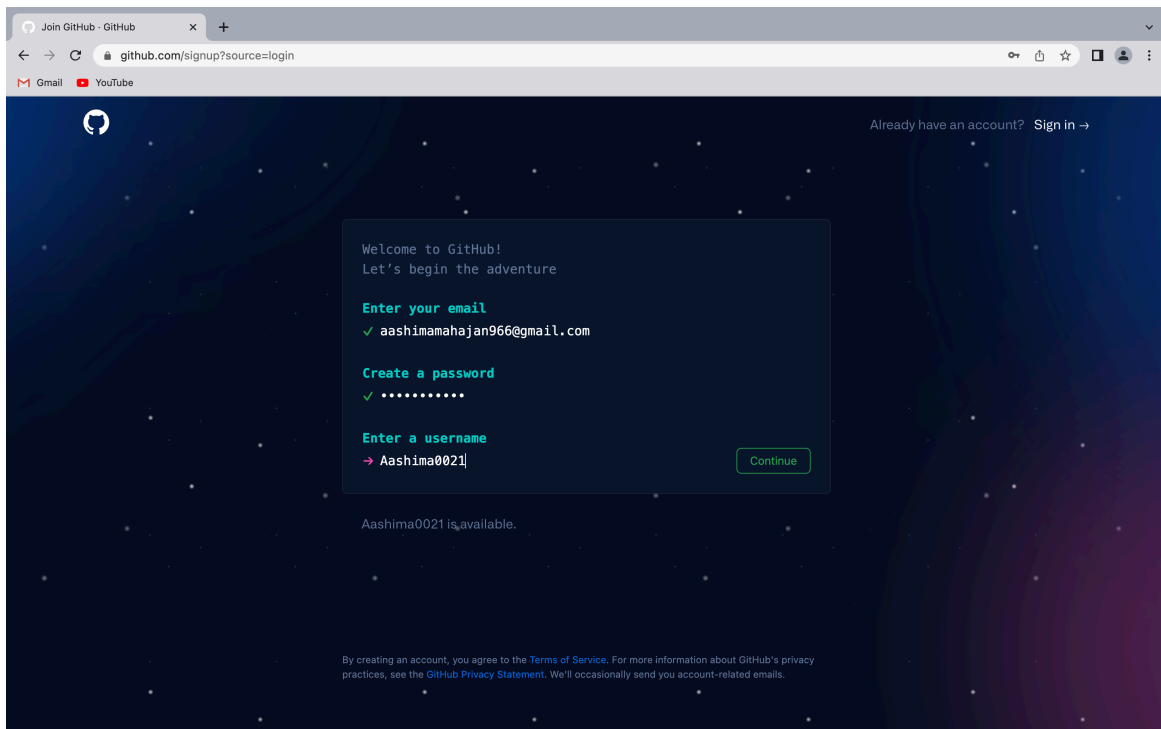 Join GitHub · GitHub
github.com/signup?source=login
Gmail YouTube
Already have an account? Sign in →
Welcome to GitHub!
Let's begin the adventure
Enter your email
✓ aashimamahajan966@gmail.com
Create a password
✓ •••••••••••
Enter a username
→ Aashima0021
Continue
Aashima0021 is available.
By creating an account, you agree to the Terms of Service. For more information about GitHub's privacy
practices, see the GitHub Privacy Statement. We'll occasionally send you account-related emails.